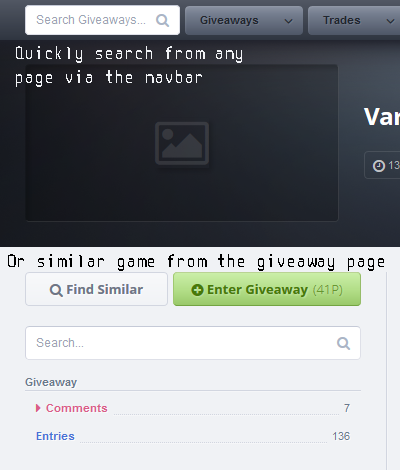 Search Giveaways...
Giveaways
Trades
Quickly search from any
page via the navbar
Var
13
Or similar game from the giveaway page
Find Similar
Enter Giveaway (41P)
Search...
Giveaway
Comments 7
Entries 136